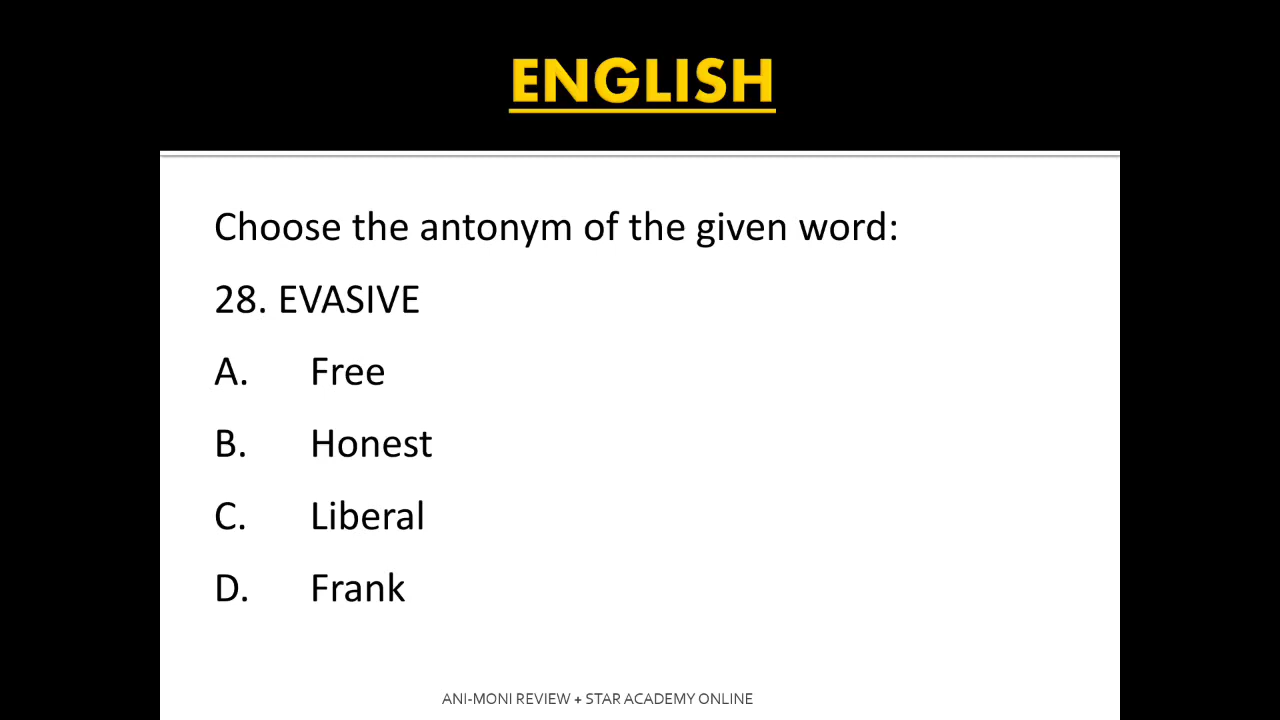 ENGLISH
Choose the antonym of the given word:
28. EVASIVE
A. Free
B. Honest
C. Liberal
D. Frank
ANI-MONI REVIEW + STAR ACADEMY ONLINE